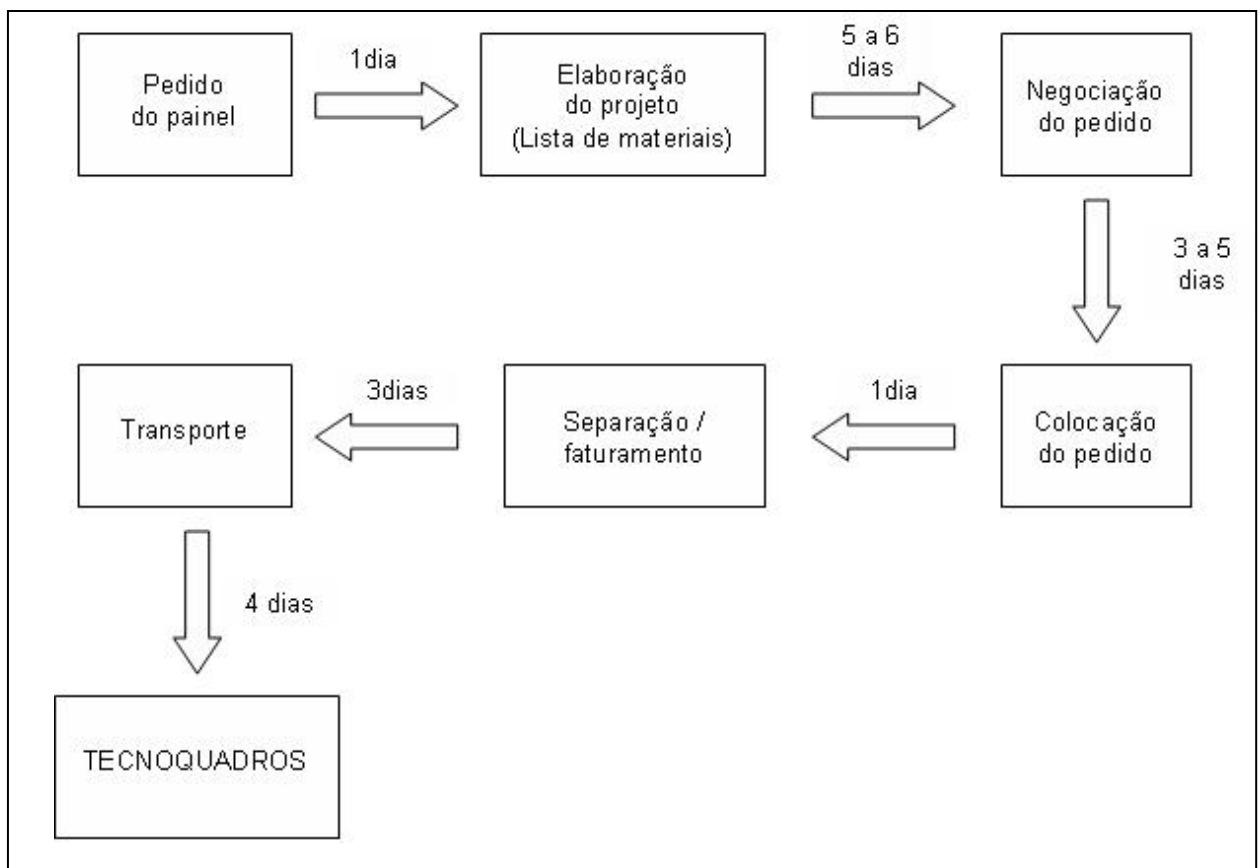 Pedido
do painel
1dia
Elaboração
do projeto
(Lista de materiais)
5 a 6
dias
Negociação
do pedido
3 a 5
dias
Colocação
do pedido
1dia
Separação /
faturamento
3dias
Transporte
4 dias
TECNOQUADROS